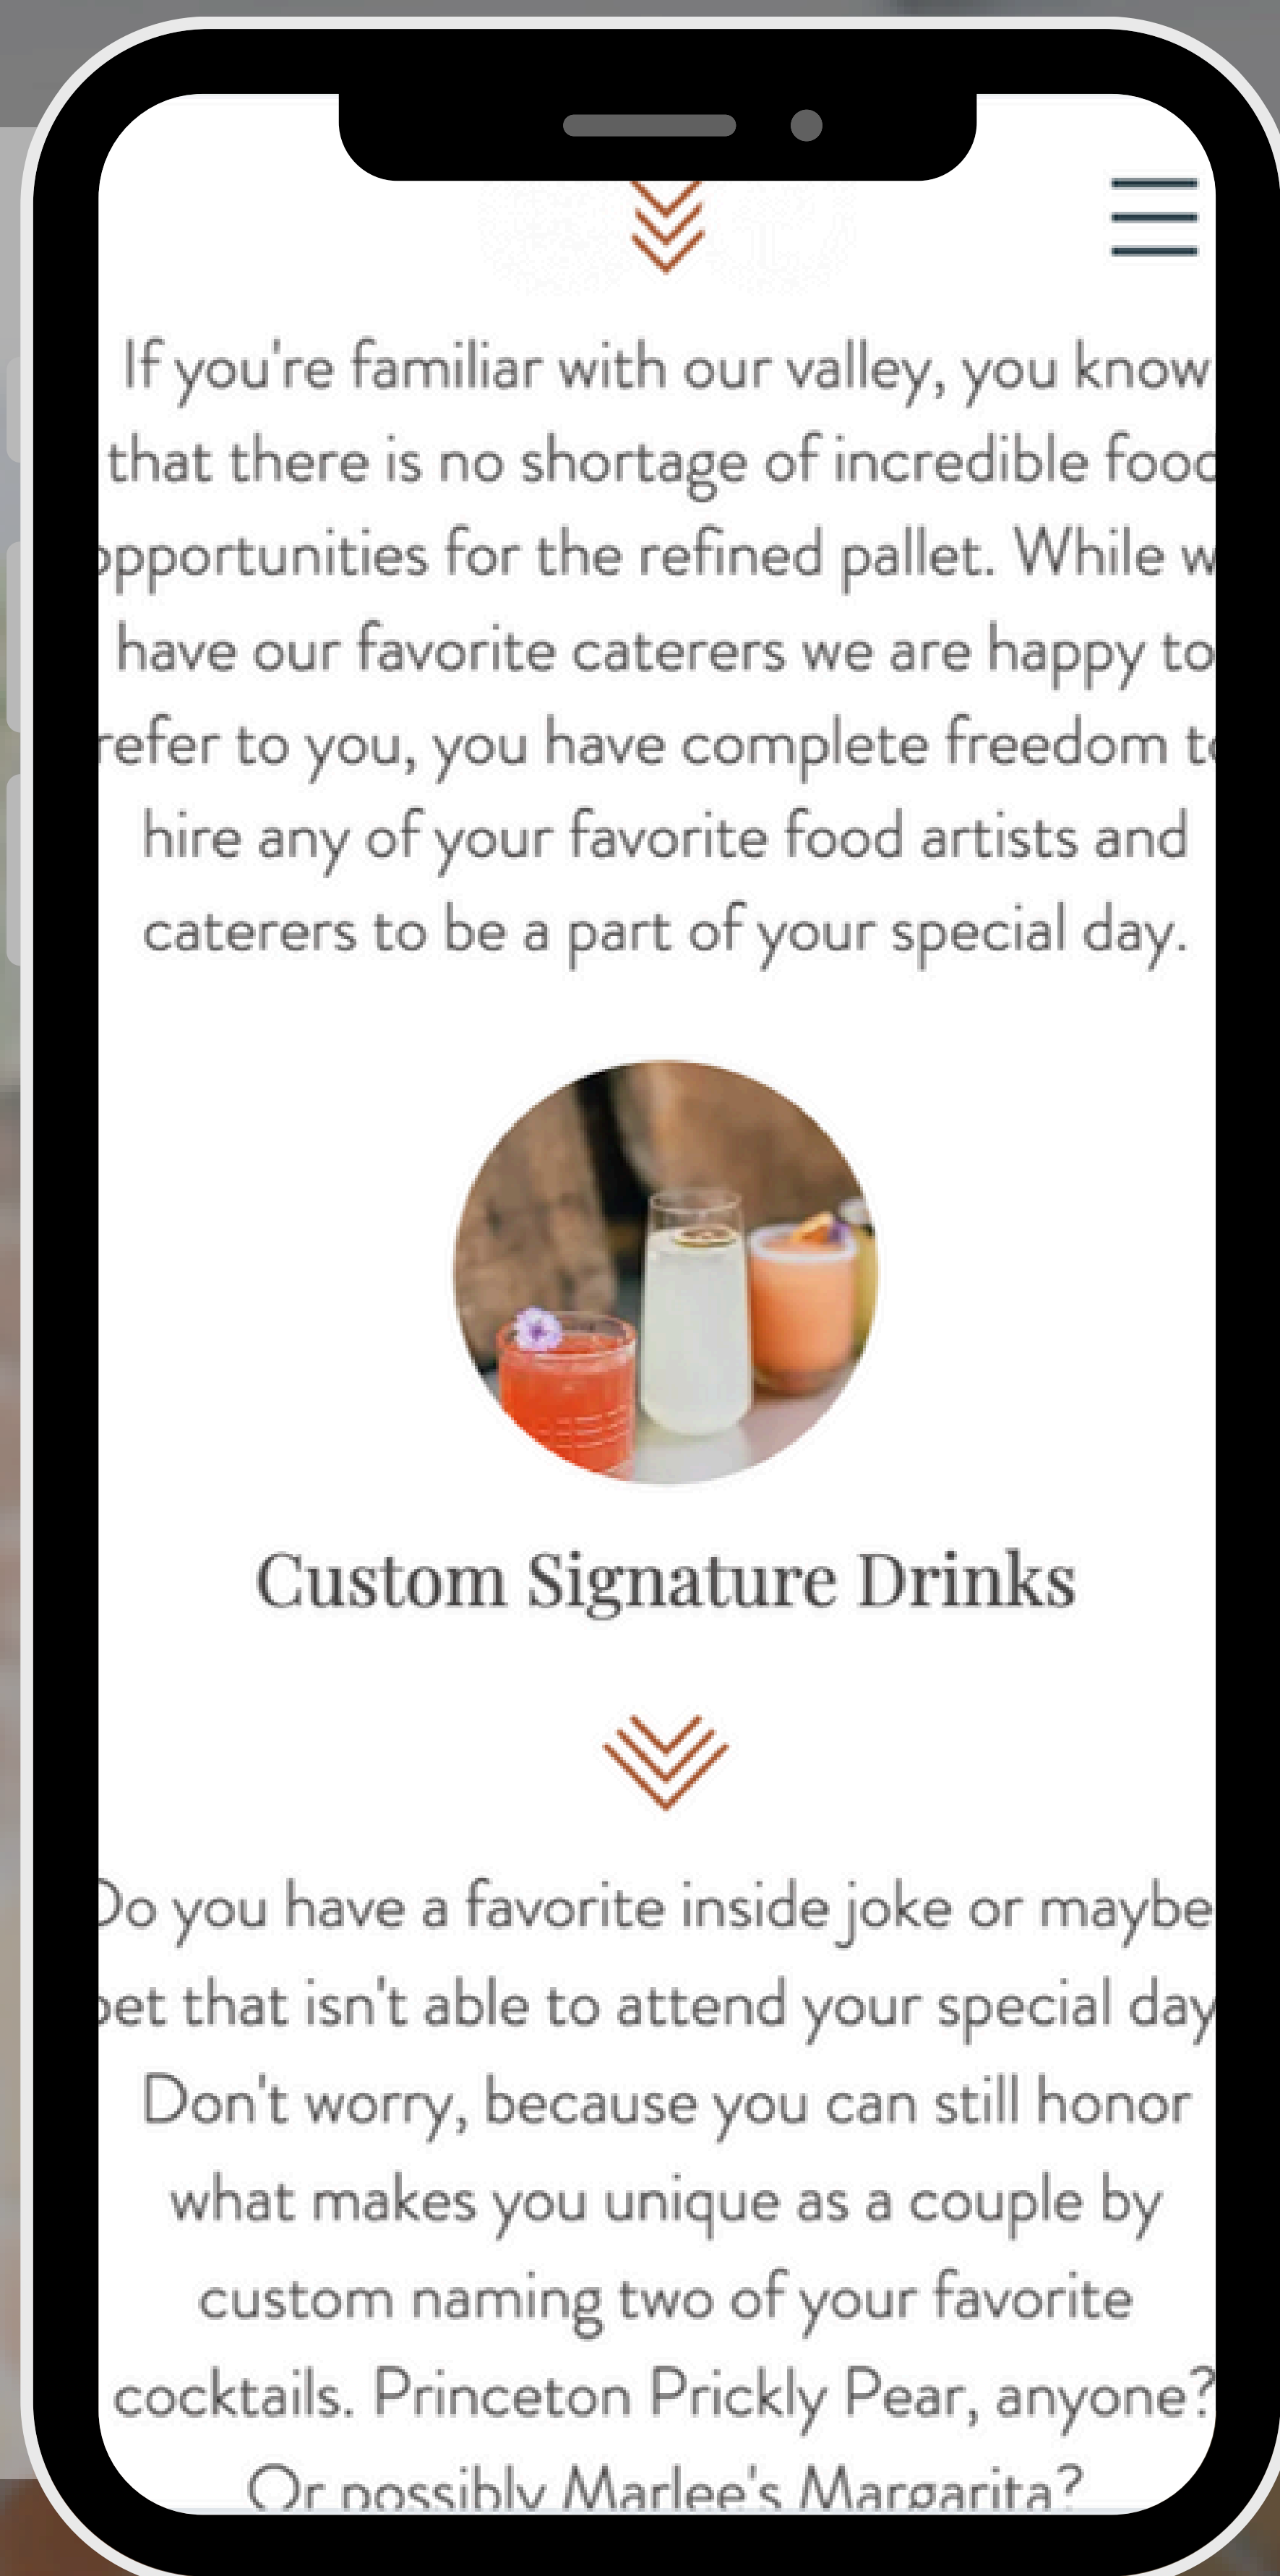 If you're familiar with our valley, you know
that there is no shortage of incredible food
opportunities for the refined pallet. While w
have our favorite caterers we are happy to
refer to you, you have complete freedom to
hire any of your favorite food artists and
caterers to be a part of your special day.
Custom Signature Drinks
Do you have a favorite inside joke or maybe
pet that isn't able to attend your special day
Don't worry, because you can still honor
what makes you unique as a couple by
custom naming two of your favorite
cocktails. Princeton Prickly Pear, anyone?
Or possibly Marlee's Margarita?